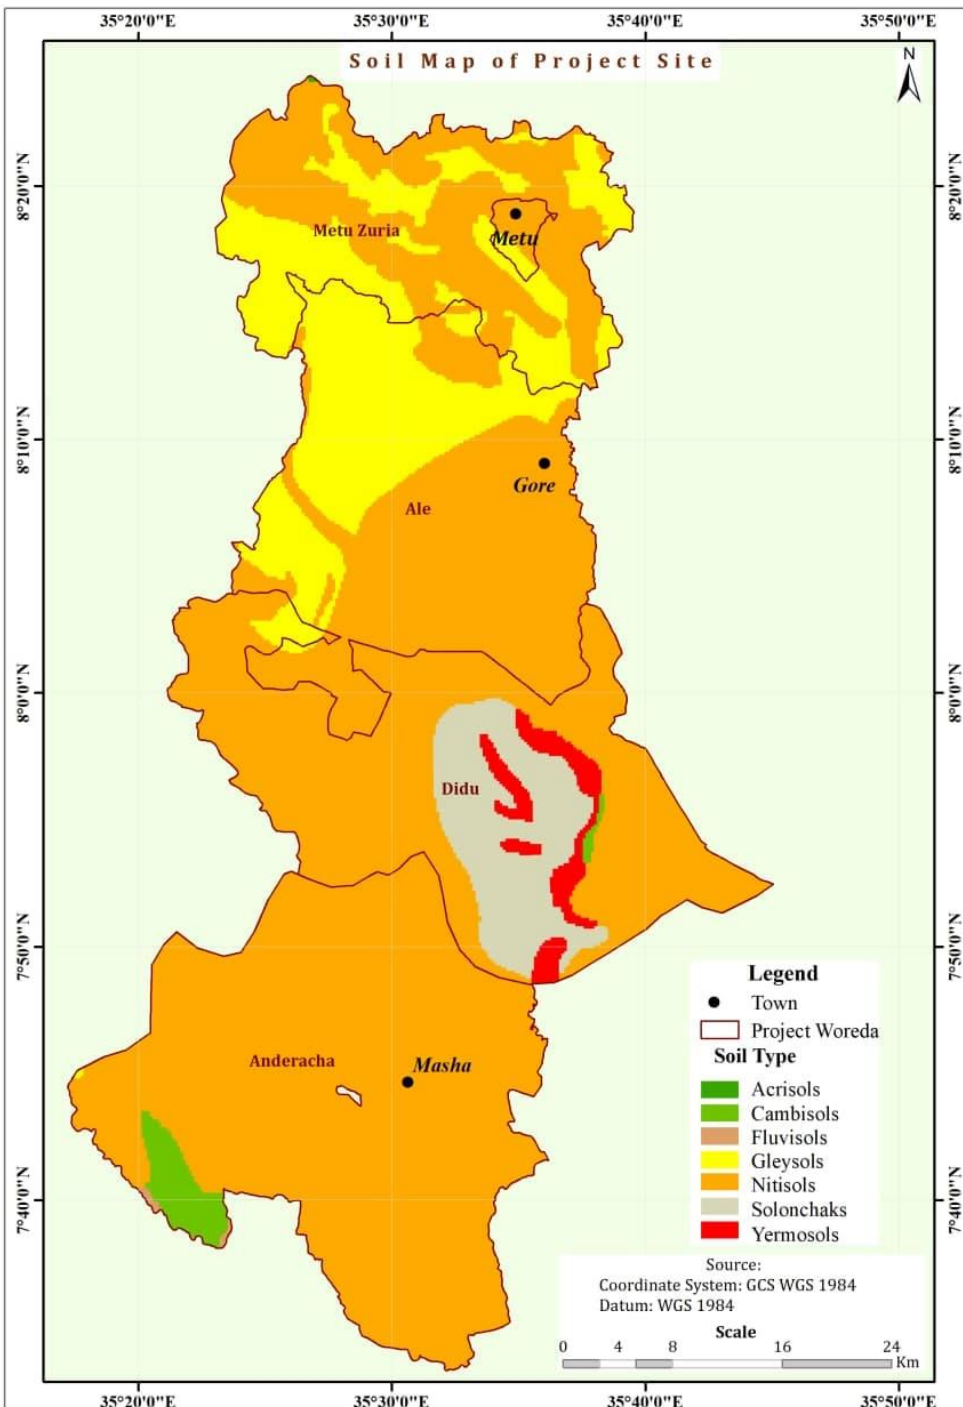 35°20'0"E 35°30'0"E 35°40'0"E 35°50'0"E
Soil Map of Project Site
N
8°20'0"N 8°20'0"N
Metu Zuria
Metu
8°10'0"N 8°10'0"N
Gore
Ale
8°0'0"N 8°0'0"N
Didu
7°50'0"N 7°50'0"N
Legend
Town
Project Woreda
Soil Type
Anderacha
Masha
Acrisols
Cambisols
Fluvisols
Gleysols
Nitisols
Solonchaks
Yermosols
7°40'0"N 7°40'0"N
Source:
Coordinate System: GCS WGS 1984
Datum: WGS 1984
Scale
0 4 8 16 24
Km
35°20'0"E 35°30'0"E 35°40'0"E 35°50'0"E